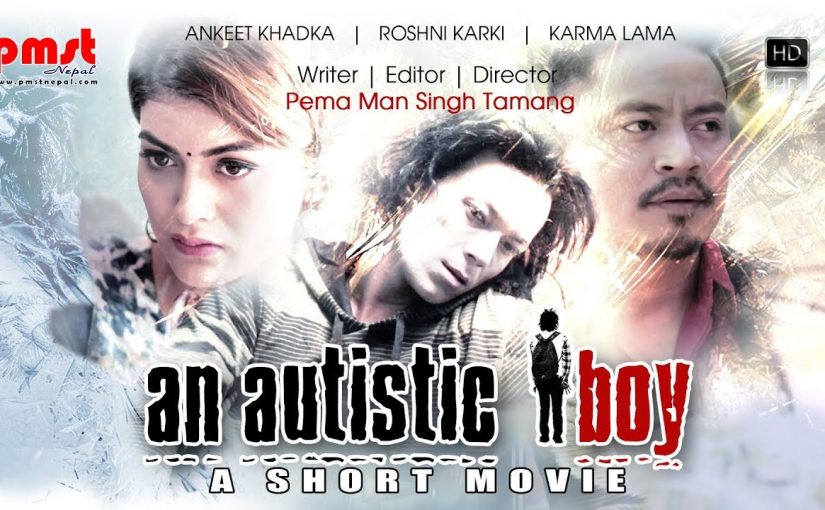 pmst
Nepal
www.pmstnepal.com
ANKEET KHADKA | ROSHNI KARKI | KARMA LAMA
HD
Writer | Editor | Director
Pema Man Singh Tamang
an autistic boy
A SHORT MOVIE